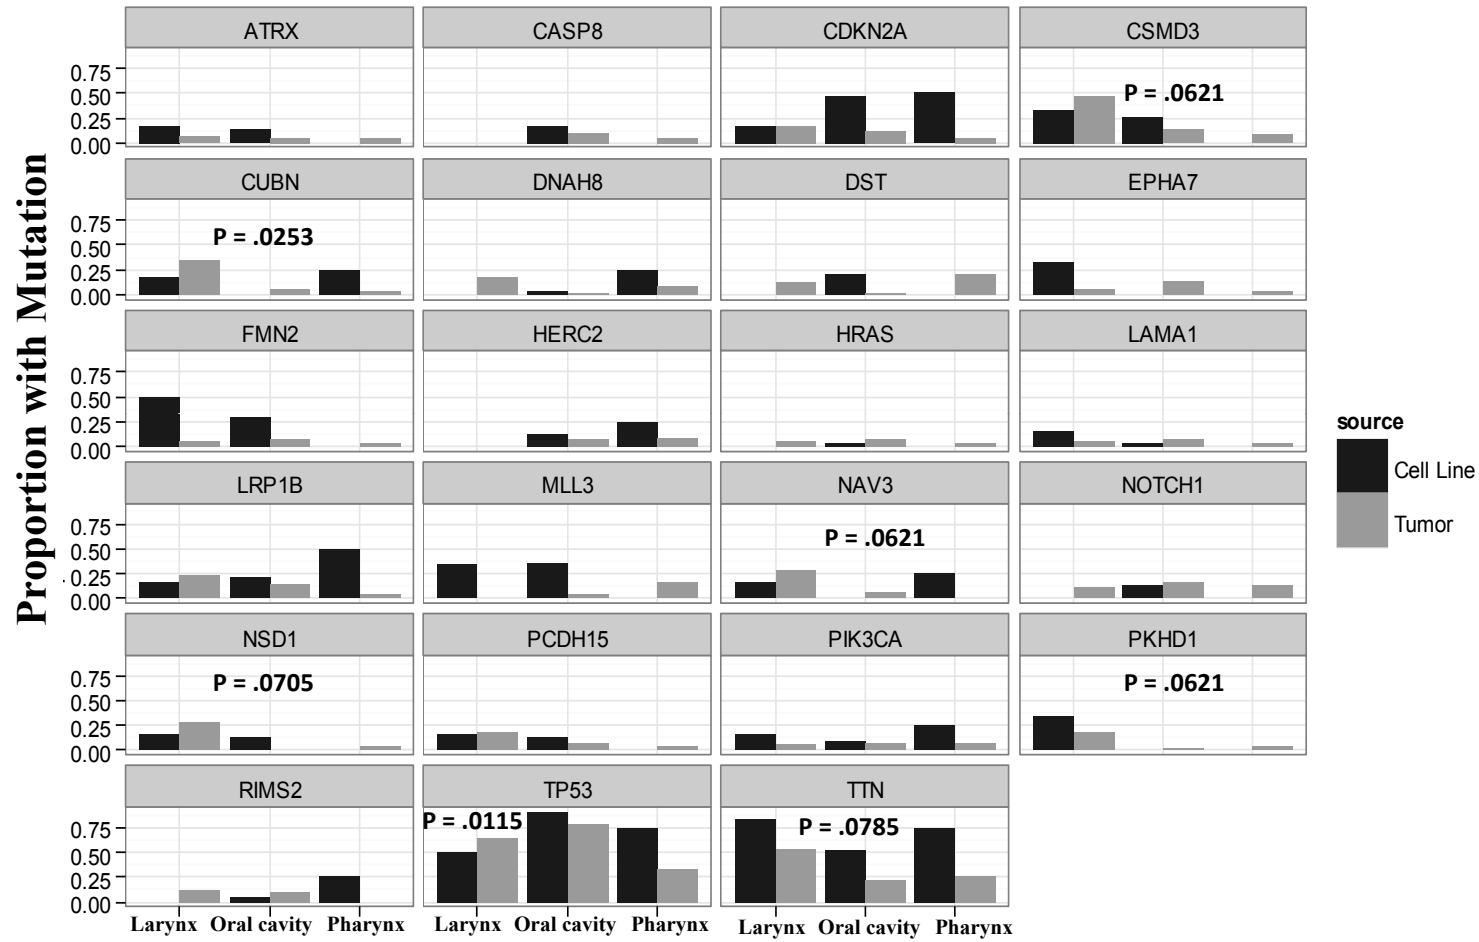 ATRX CASP8 CDKN2A CSMD3
0.75
0.50 P = .0621
0.25
0.00
CUBN DNAH8 DST EPHA7
0.75
P = .0253
0.50
0.25
0.00
FMN2 HERC2 HRAS LAMA1
0.75
0.50
0.25
0.00
LRP1B MLL3 NAV3 NOTCH1
0.75
P = .0621
0.50
0.25
0.00
NSD1 PCDH15 PIK3CA PKHD1
0.75 P = .0705 P = .0621
0.50
0.25
0.00
RIMS2 TP53 TTN
0.75 P = .0115 P = .0785
0.50
0.25
0.00
Larynx Oral cavity Pharynx Larynx Oral cavity Pharynx Larynx Oral cavity Pharynx
Proportion with Mutation
source
Cell Line
Tumor